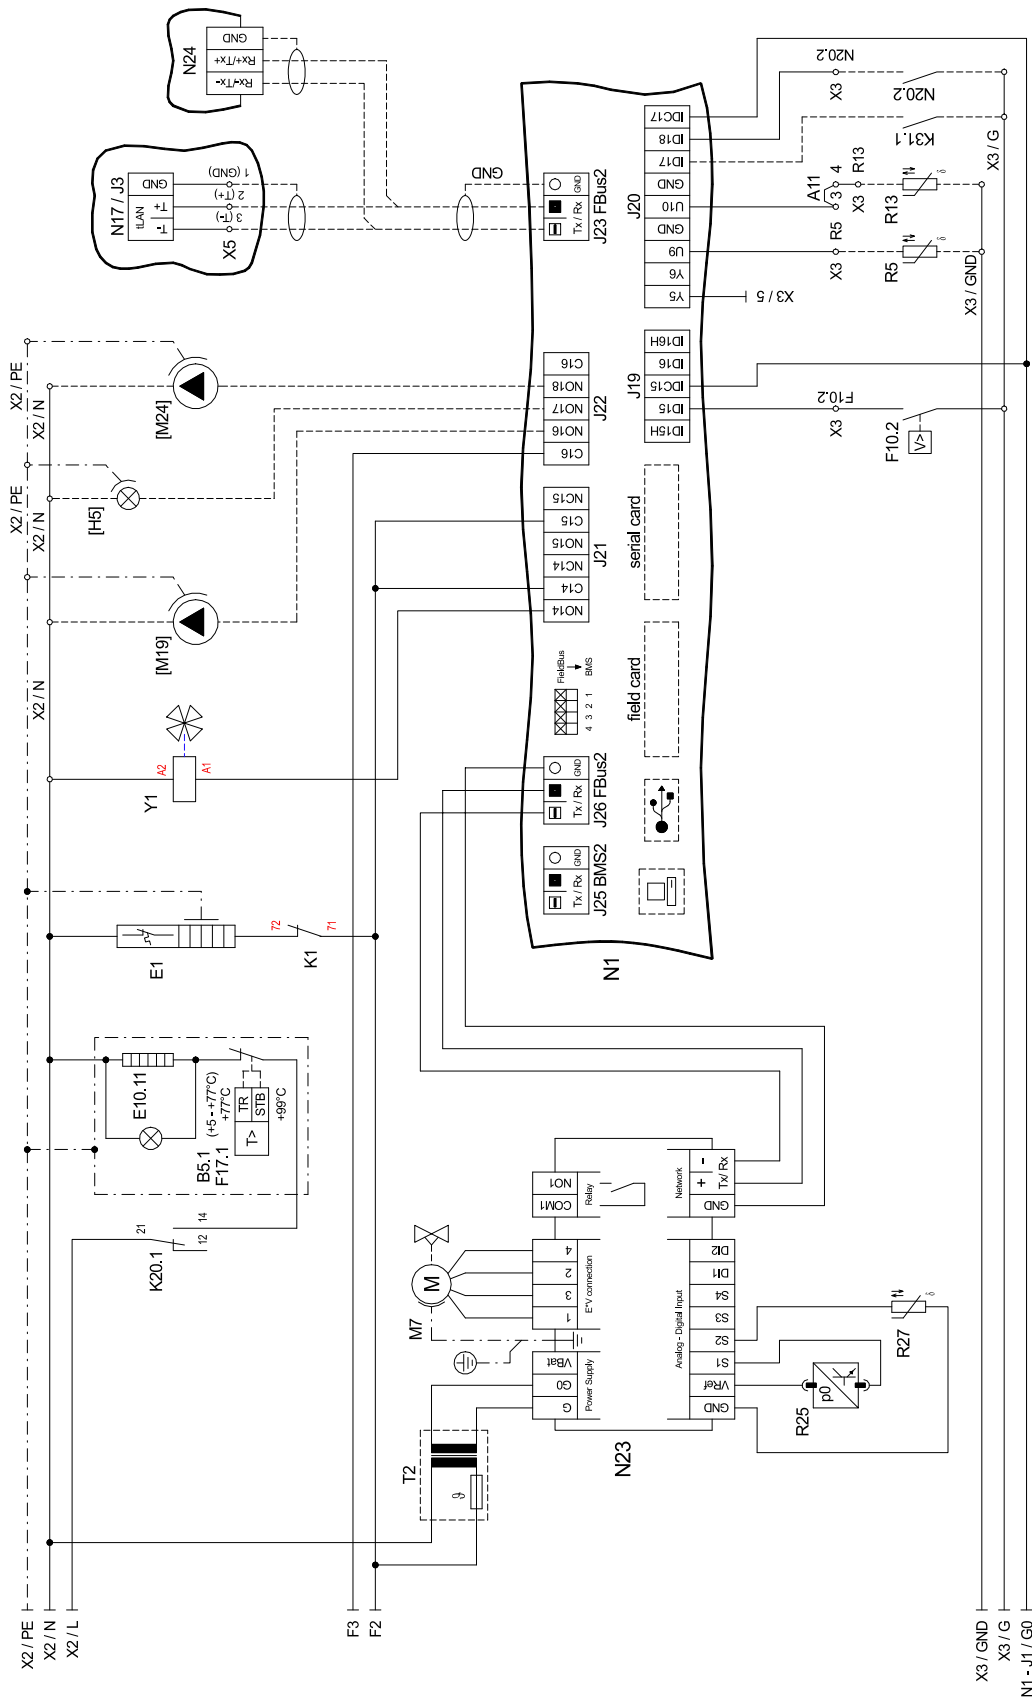 X2 / PE
X2 / N
X2 / L
F3
F2
X3 / GND
X3 / G
N1 - J1 / G0
K20.1
21
12
14
B5.1
F17.1
E10.11
(+5 - +77°C)
+77°C
TR
STB
T>
+99°C
T2
ϑ
N23
G
G0
VBat
Power Supply
1
3
2
4
E*V connection
COM1
NO1
Relay
GND
VRef
S1
S2
S3
S4
DI1
DI2
Analog - Digital Input
GND
+
-
Tx/ Rx
Network
M7
M
R25
p0
R27
E1
K1
72
71
Y1
A2
A1
X2 / N
[M19]
X2 / PE
X2 / N
[H5]
X2 / PE
X2 / N
[M24]
N1
Tx / Rx
GND
J25 BMS2
Tx / Rx
GND
J26 FBus2
4 3 2 1
FieldBus
BMS
field card
serial card
NO14
C14
NC14
NO15
C15
NC15
J21
C16
NO16
NO17
NO18
C16
J22
Tx / Rx
GND
J23 FBus2
GND
ID15H
ID15
IDC15
ID16
ID16H
J19
Y5
Y6
U9
GND
U10
GND
ID17
ID18
IDC17
J20
X3 / 5
F10.2
X3
F10.2
V>
X3
R5
R5
X3 / GND
A11
3 4
X3
R13
R13
K31.1
X3 / G
N20.2
X3
N20.2
N17 / J3
tLAN
T-
T+
GND
3 (T-)
2 (T+)
1 (GND)
X5
N24
Rx-/Tx-
Rx+/Tx+
GND